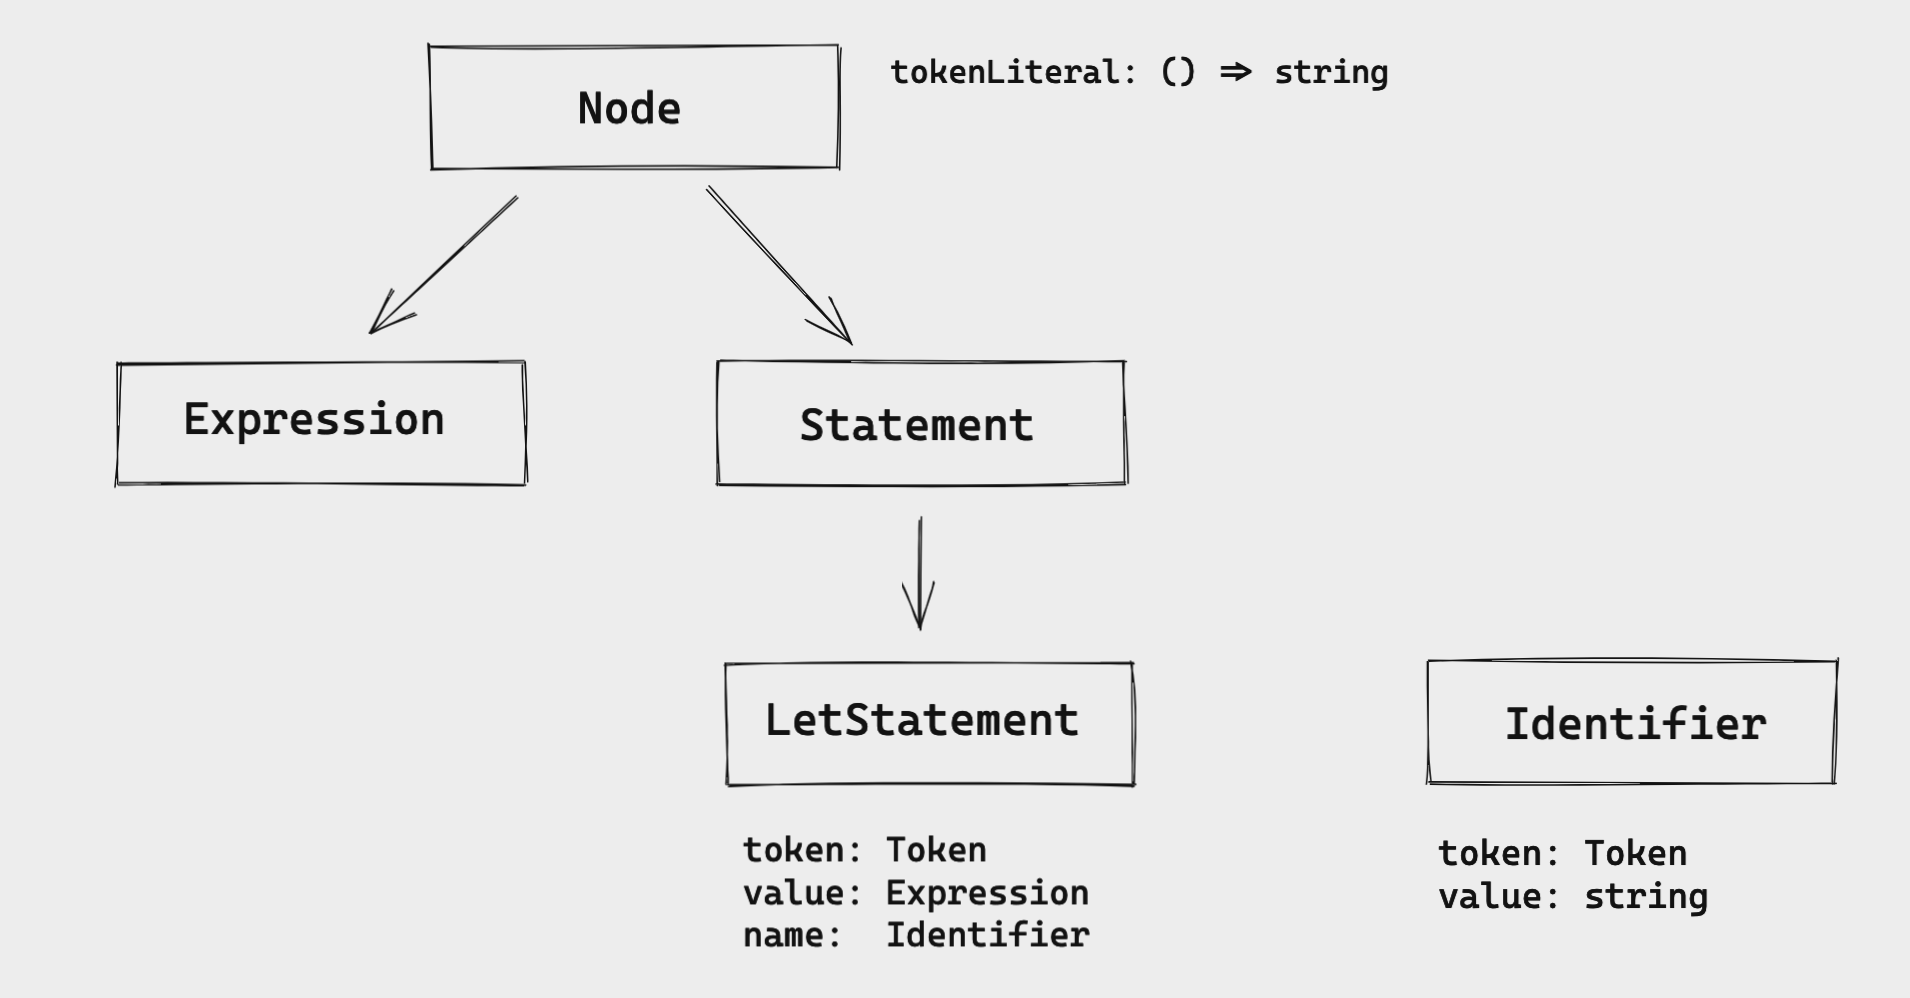 Node
tokenLiteral: () => string
Expression
Statement
LetStatement
token: Token
value: Expression
name: Identifier
Identifier
token: Token
value: string